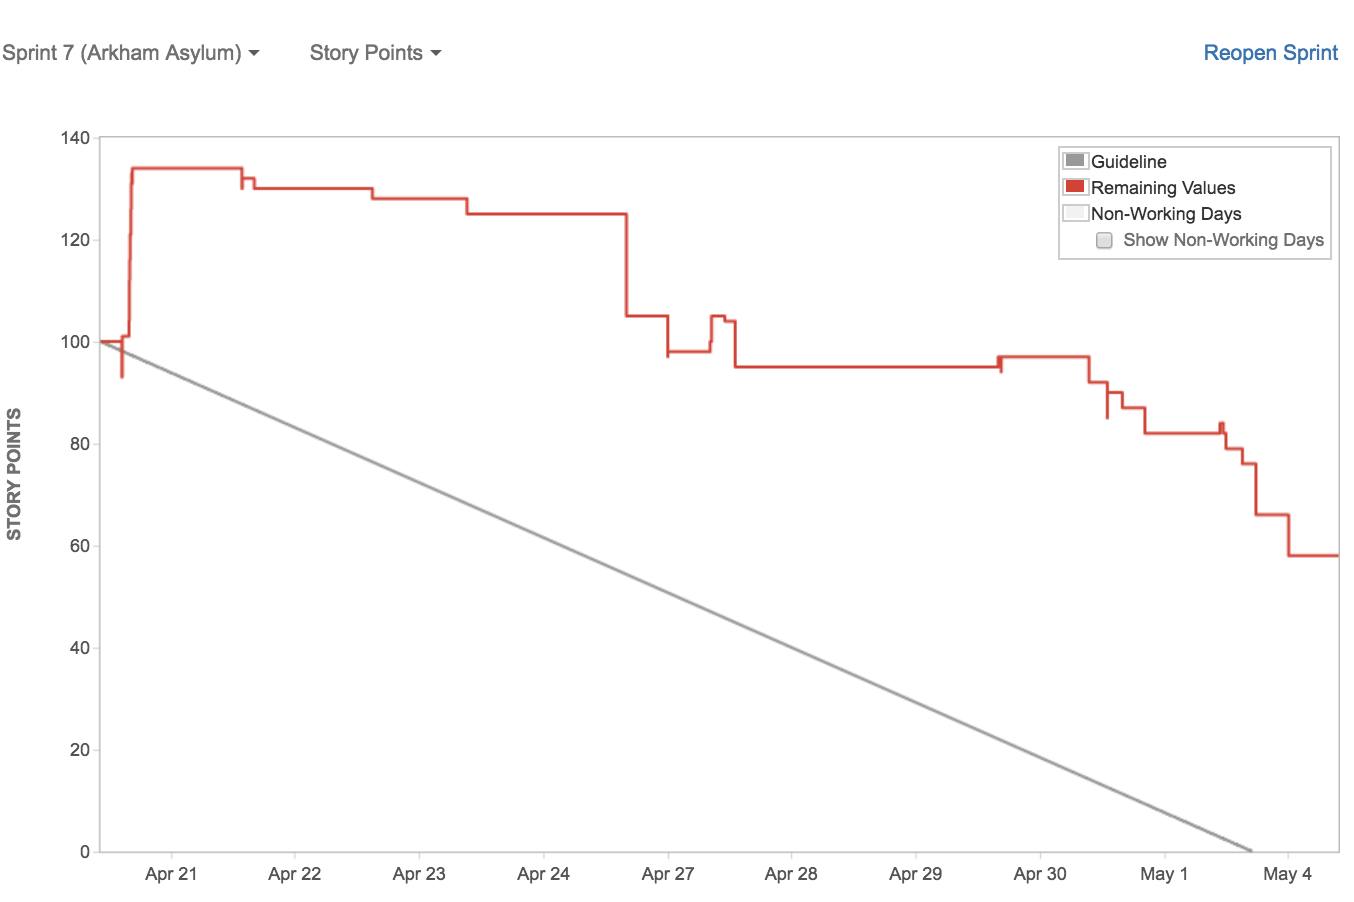 Sprint 7 (Arkham Asylum) Story Points Reopen Sprint
140
Guideline
Remaining Values
Non-Working Days
Show Non-Working Days
120
100
80
60
40
20
0
STORY POINTS
Apr 21 Apr 22 Apr 23 Apr 24 Apr 27 Apr 28 Apr 29 Apr 30 May 1 May 4